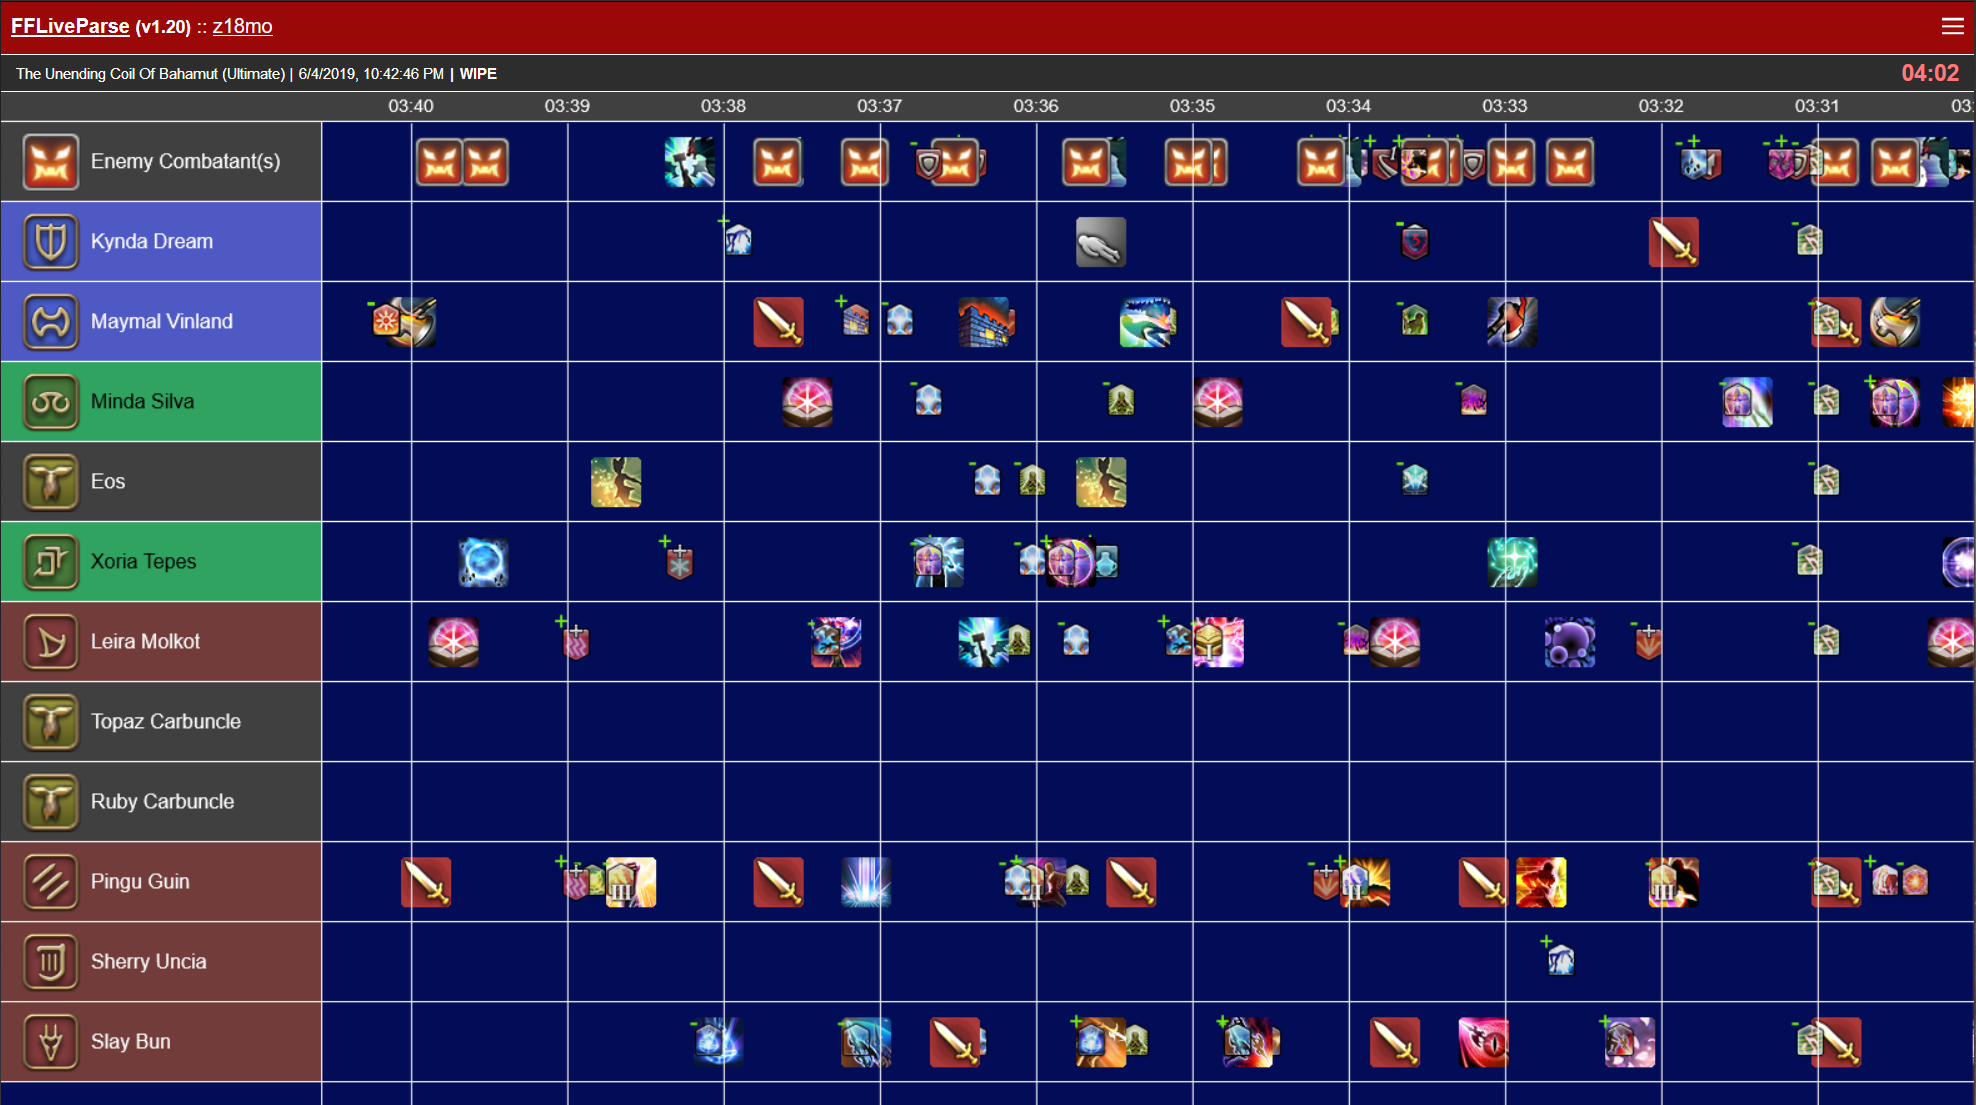 FFLiveParse (v1.20) :: z18mo
The Unending Coil Of Bahamut (Ultimate) | 6/4/2019, 10:42:46 PM | WIPE
04:02
03:40 03:39 03:38 03:37 03:36 03:35 03:34 03:33 03:32 03:31 03:
Enemy Combatant(s)
Kynda Dream
Maymal Vinland
Minda Silva
Eos
Xoria Tepes
Leira Molkot
Topaz Carbuncle
Ruby Carbuncle
Pingu Guin
Sherry Uncia
Slay Bun